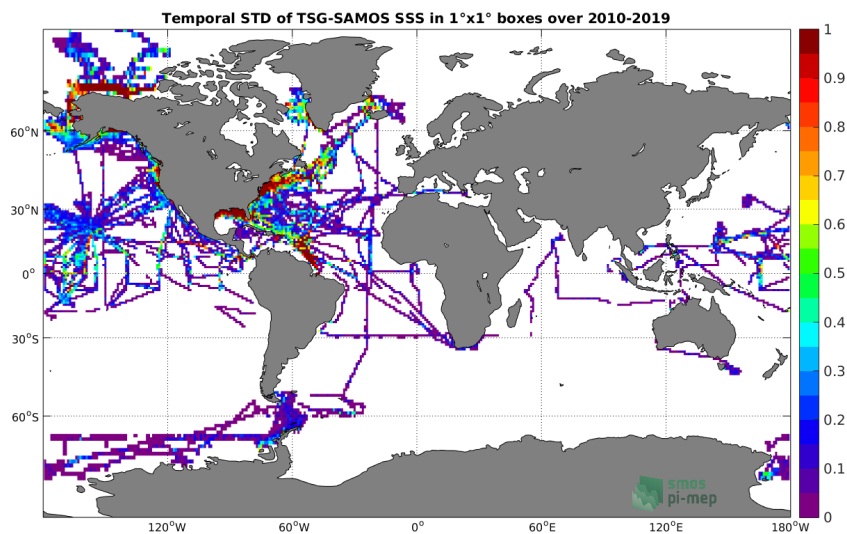 Temporal STD of TSG-SAMOS SSS in 1°x1° boxes over 2010-2019
60°N
30°N
0°
30°S
60°S
120°W
60°W
0°
60°E
120°E
180°W
1
0.9
0.8
0.7
0.6
0.5
0.4
0.3
0.2
0.1
0
smos
pi-mep